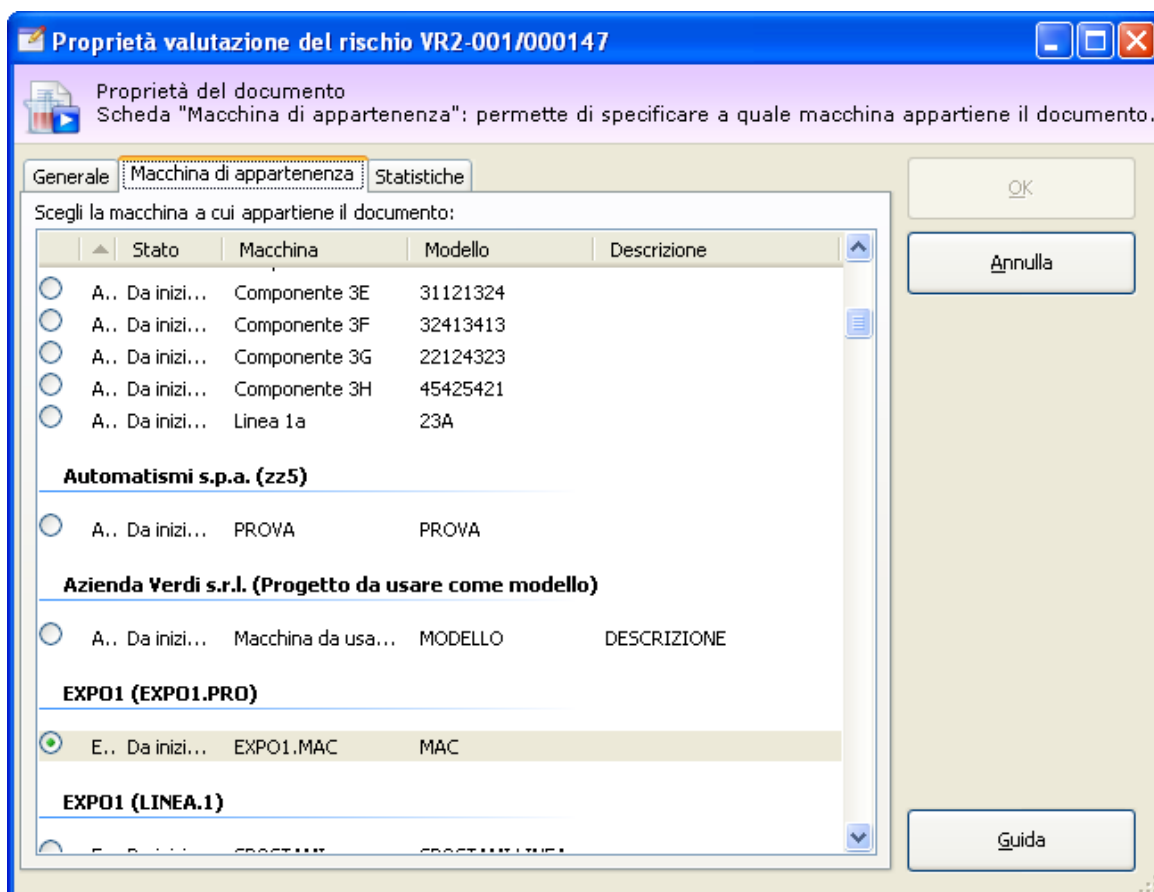 Proprietà valutazione del rischio VR2-001/000147
Proprietà del documento
Scheda "Macchina di appartenenza": permette di specificare a quale macchina appartiene il documento.
Generale Macchina di appartenenza Statistiche
OK
Scegli la macchina a cui appartiene il documento:
Stato Macchina Modello Descrizione
Annulla
A.. Da inizi... Componente 3E 31121324
A.. Da inizi... Componente 3F 32413413
A.. Da inizi... Componente 3G 22124323
A.. Da inizi... Componente 3H 45425421
A.. Da inizi... Linea 1a 23A
Automatismi s.p.a. (zz5)
A.. Da inizi... PROVA PROVA
Azienda Verdi s.r.l. (Progetto da usare come modello)
A.. Da inizi... Macchina da usa... MODELLO DESCRIZIONE
EXPO1 (EXPO1.PRO)
E.. Da inizi... EXPO1.MAC MAC
EXPO1 (LINEA.1)
Guida